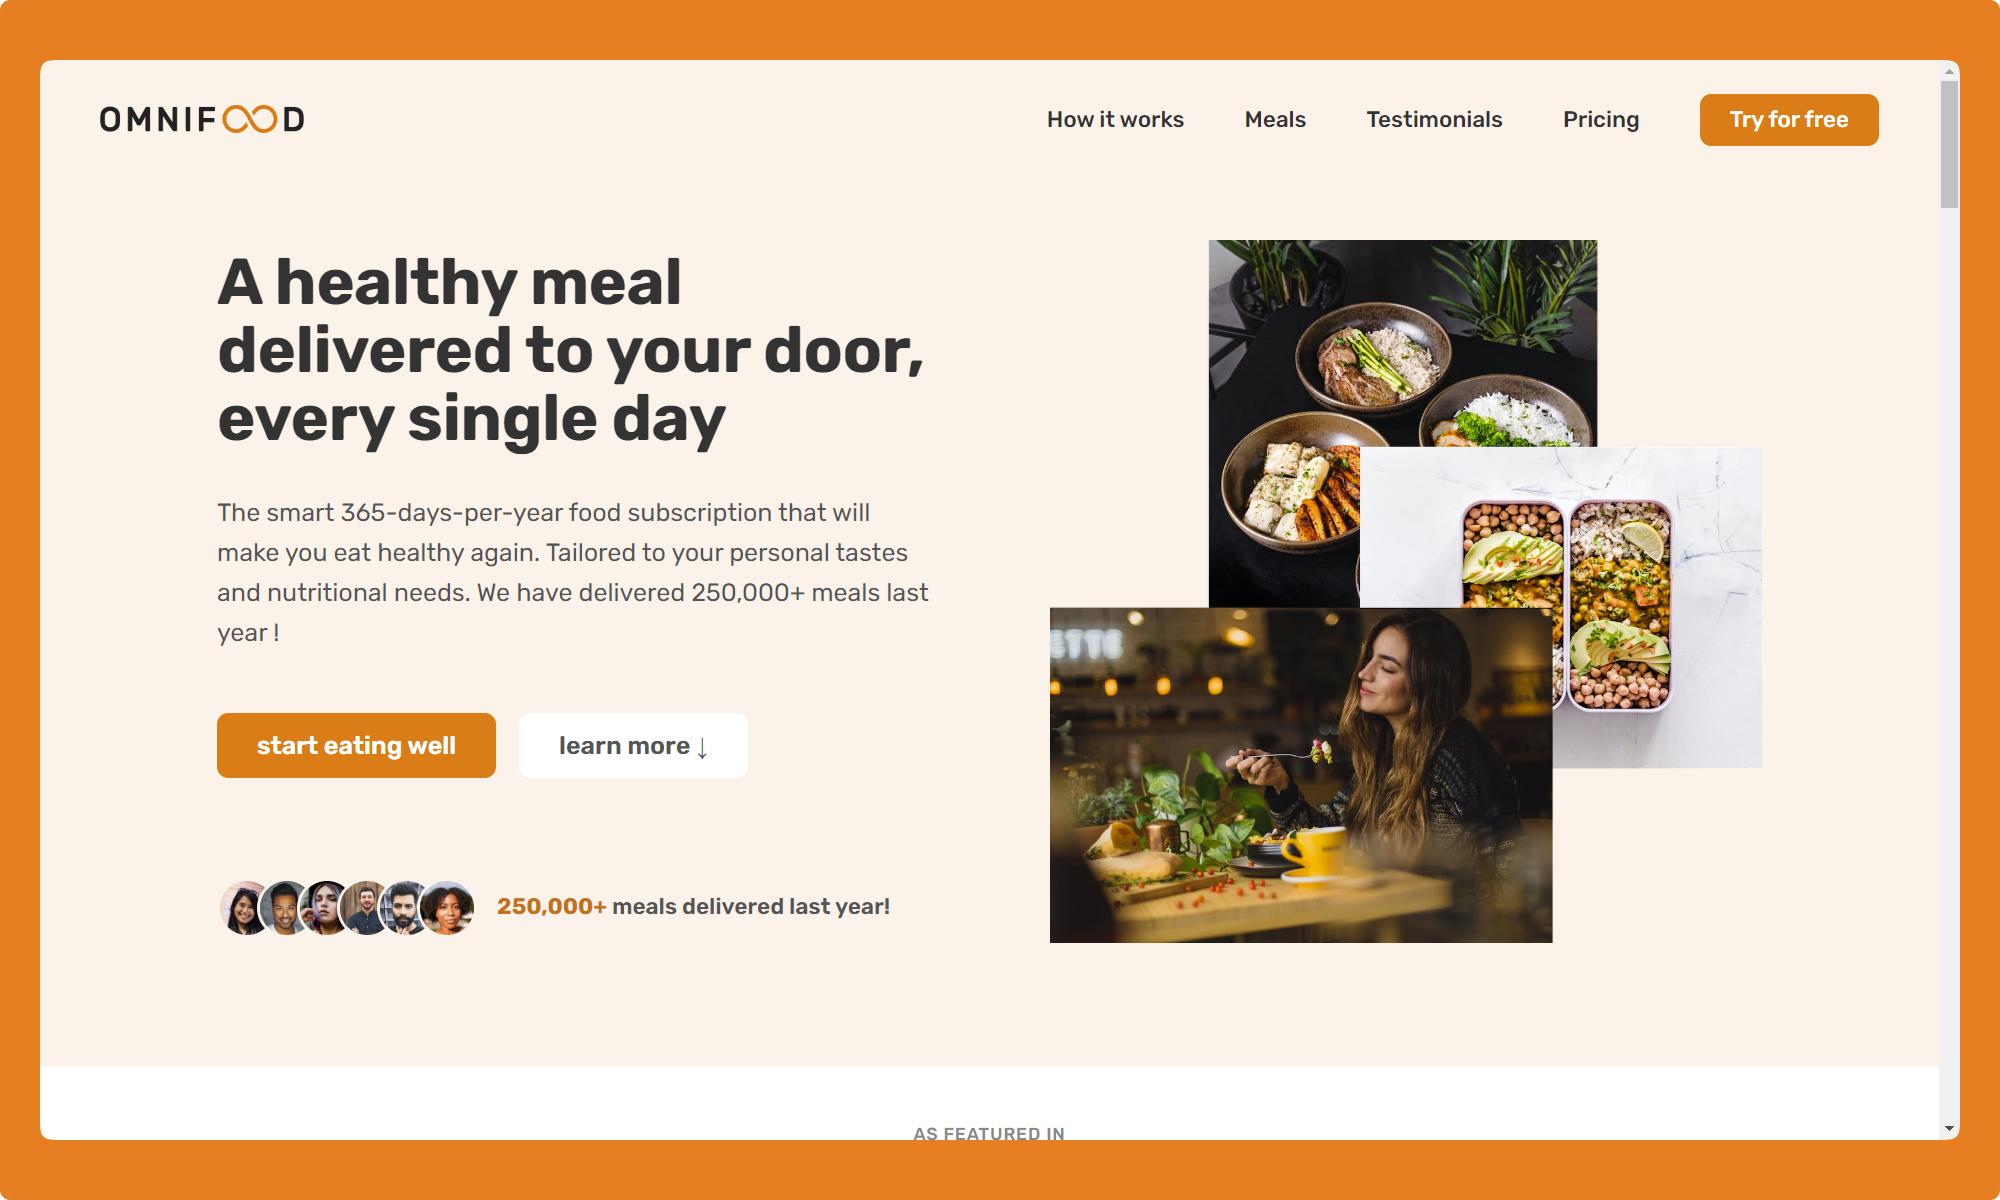 OMNIFOOD
How it works
Meals
Testimonials
Pricing
Try for free
A healthy meal
delivered to your door,
every single day
The smart 365-days-per-year food subscription that will
make you eat healthy again. Tailored to your personal tastes
and nutritional needs. We have delivered 250,000+ meals last
year !
start eating well
learn more ↓
250,000+ meals delivered last year!
ETTE
AS FEATURED IN